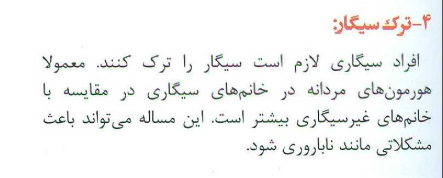 ۴-ترک سیگار:
افراد سیگاری لازم است سیگار را ترک کنند. معمولا
هورمون‌های مردانه در خانم‌های سیگاری در مقایسه با
خانم‌های غیرسیگاری بیشتر است. این مساله می‌تواند باعث
مشکلاتی مانند ناباروری شود.